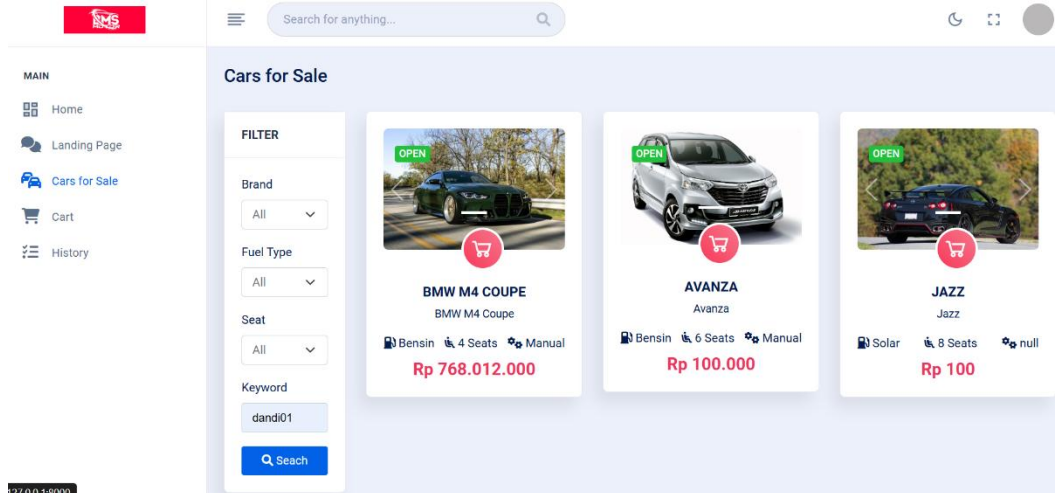 RMS
Search for anything...
MAIN
Home
Landing Page
Cars for Sale
Cart
History
Cars for Sale
FILTER
Brand
All
Fuel Type
All
Seat
All
Keyword
dandi01
Seach
OPEN
BMW M4 COUPE
BMW M4 Coupe
Bensin 4 Seats Manual
Rp 768.012.000
OPEN
AVANZA
Avanza
Bensin 6 Seats Manual
Rp 100.000
OPEN
JAZZ
Jazz
Solar 8 Seats null
Rp 100
127.0.0.1:8000